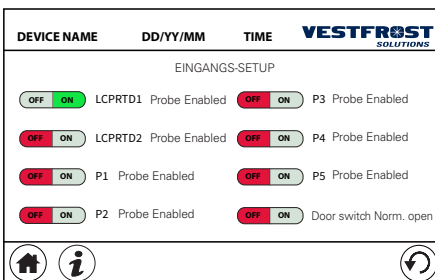 DEVICE NAME DD/YY/MM TIME VESTFROST
SOLUTIONS
EINGANGS-SETUP
OFF ON LCPRTD1 Probe Enabled OFF ON P3 Probe Enabled
OFF ON LCPRTD2 Probe Enabled OFF ON P4 Probe Enabled
OFF ON P1 Probe Enabled OFF ON P5 Probe Enabled
OFF ON P2 Probe Enabled OFF ON Door switch Norm. open
i